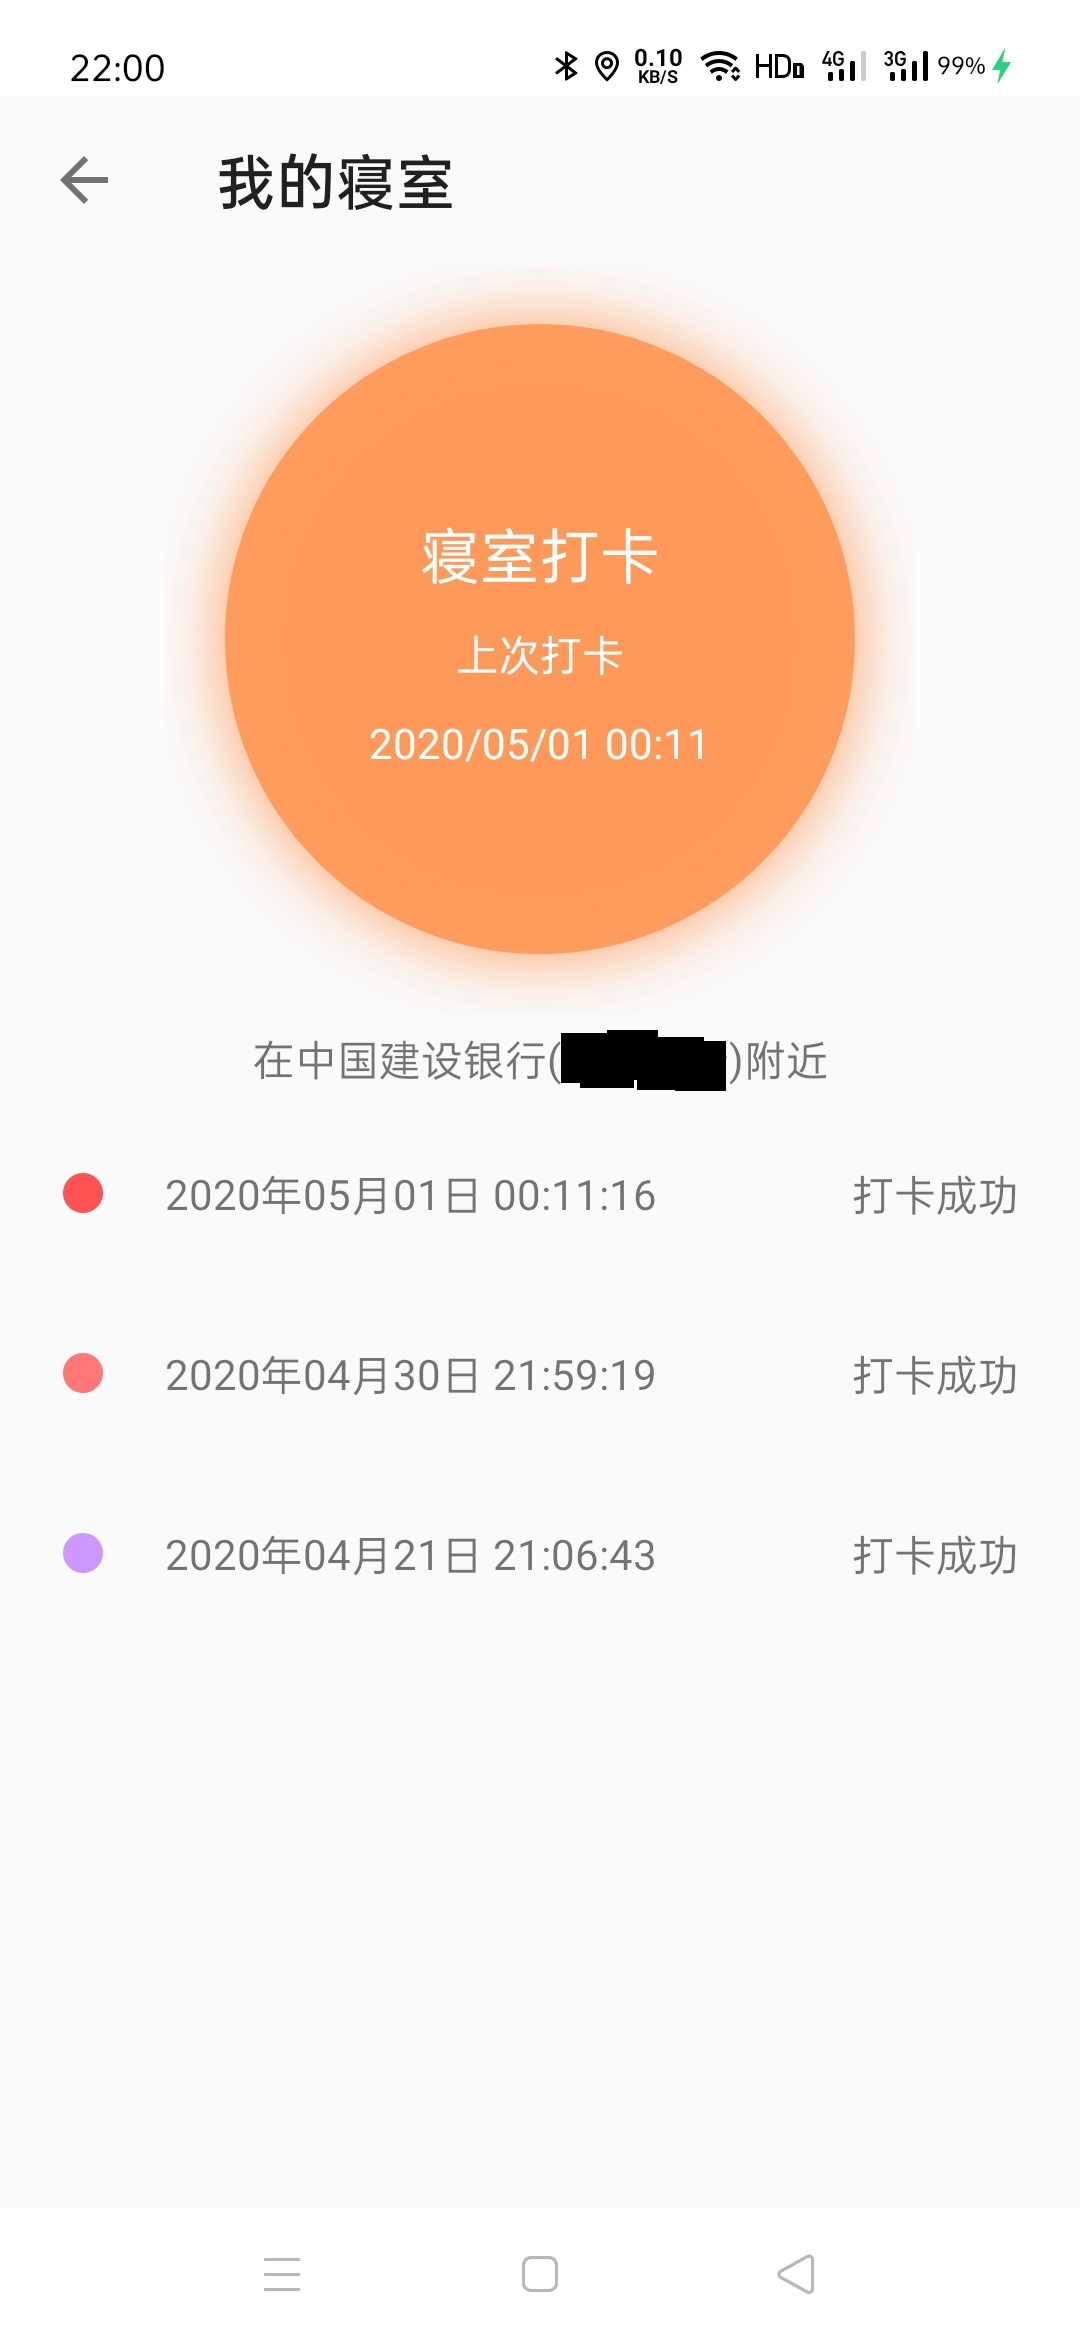 22:00 0.10 KB/S HD 4G 3G 99%
我的寝室
寝室打卡
上次打卡
2020/05/01 00:11
在中国建设银行()附近
2020年05月01日 00:11:16 打卡成功
2020年04月30日 21:59:19 打卡成功
2020年04月21日 21:06:43 打卡成功